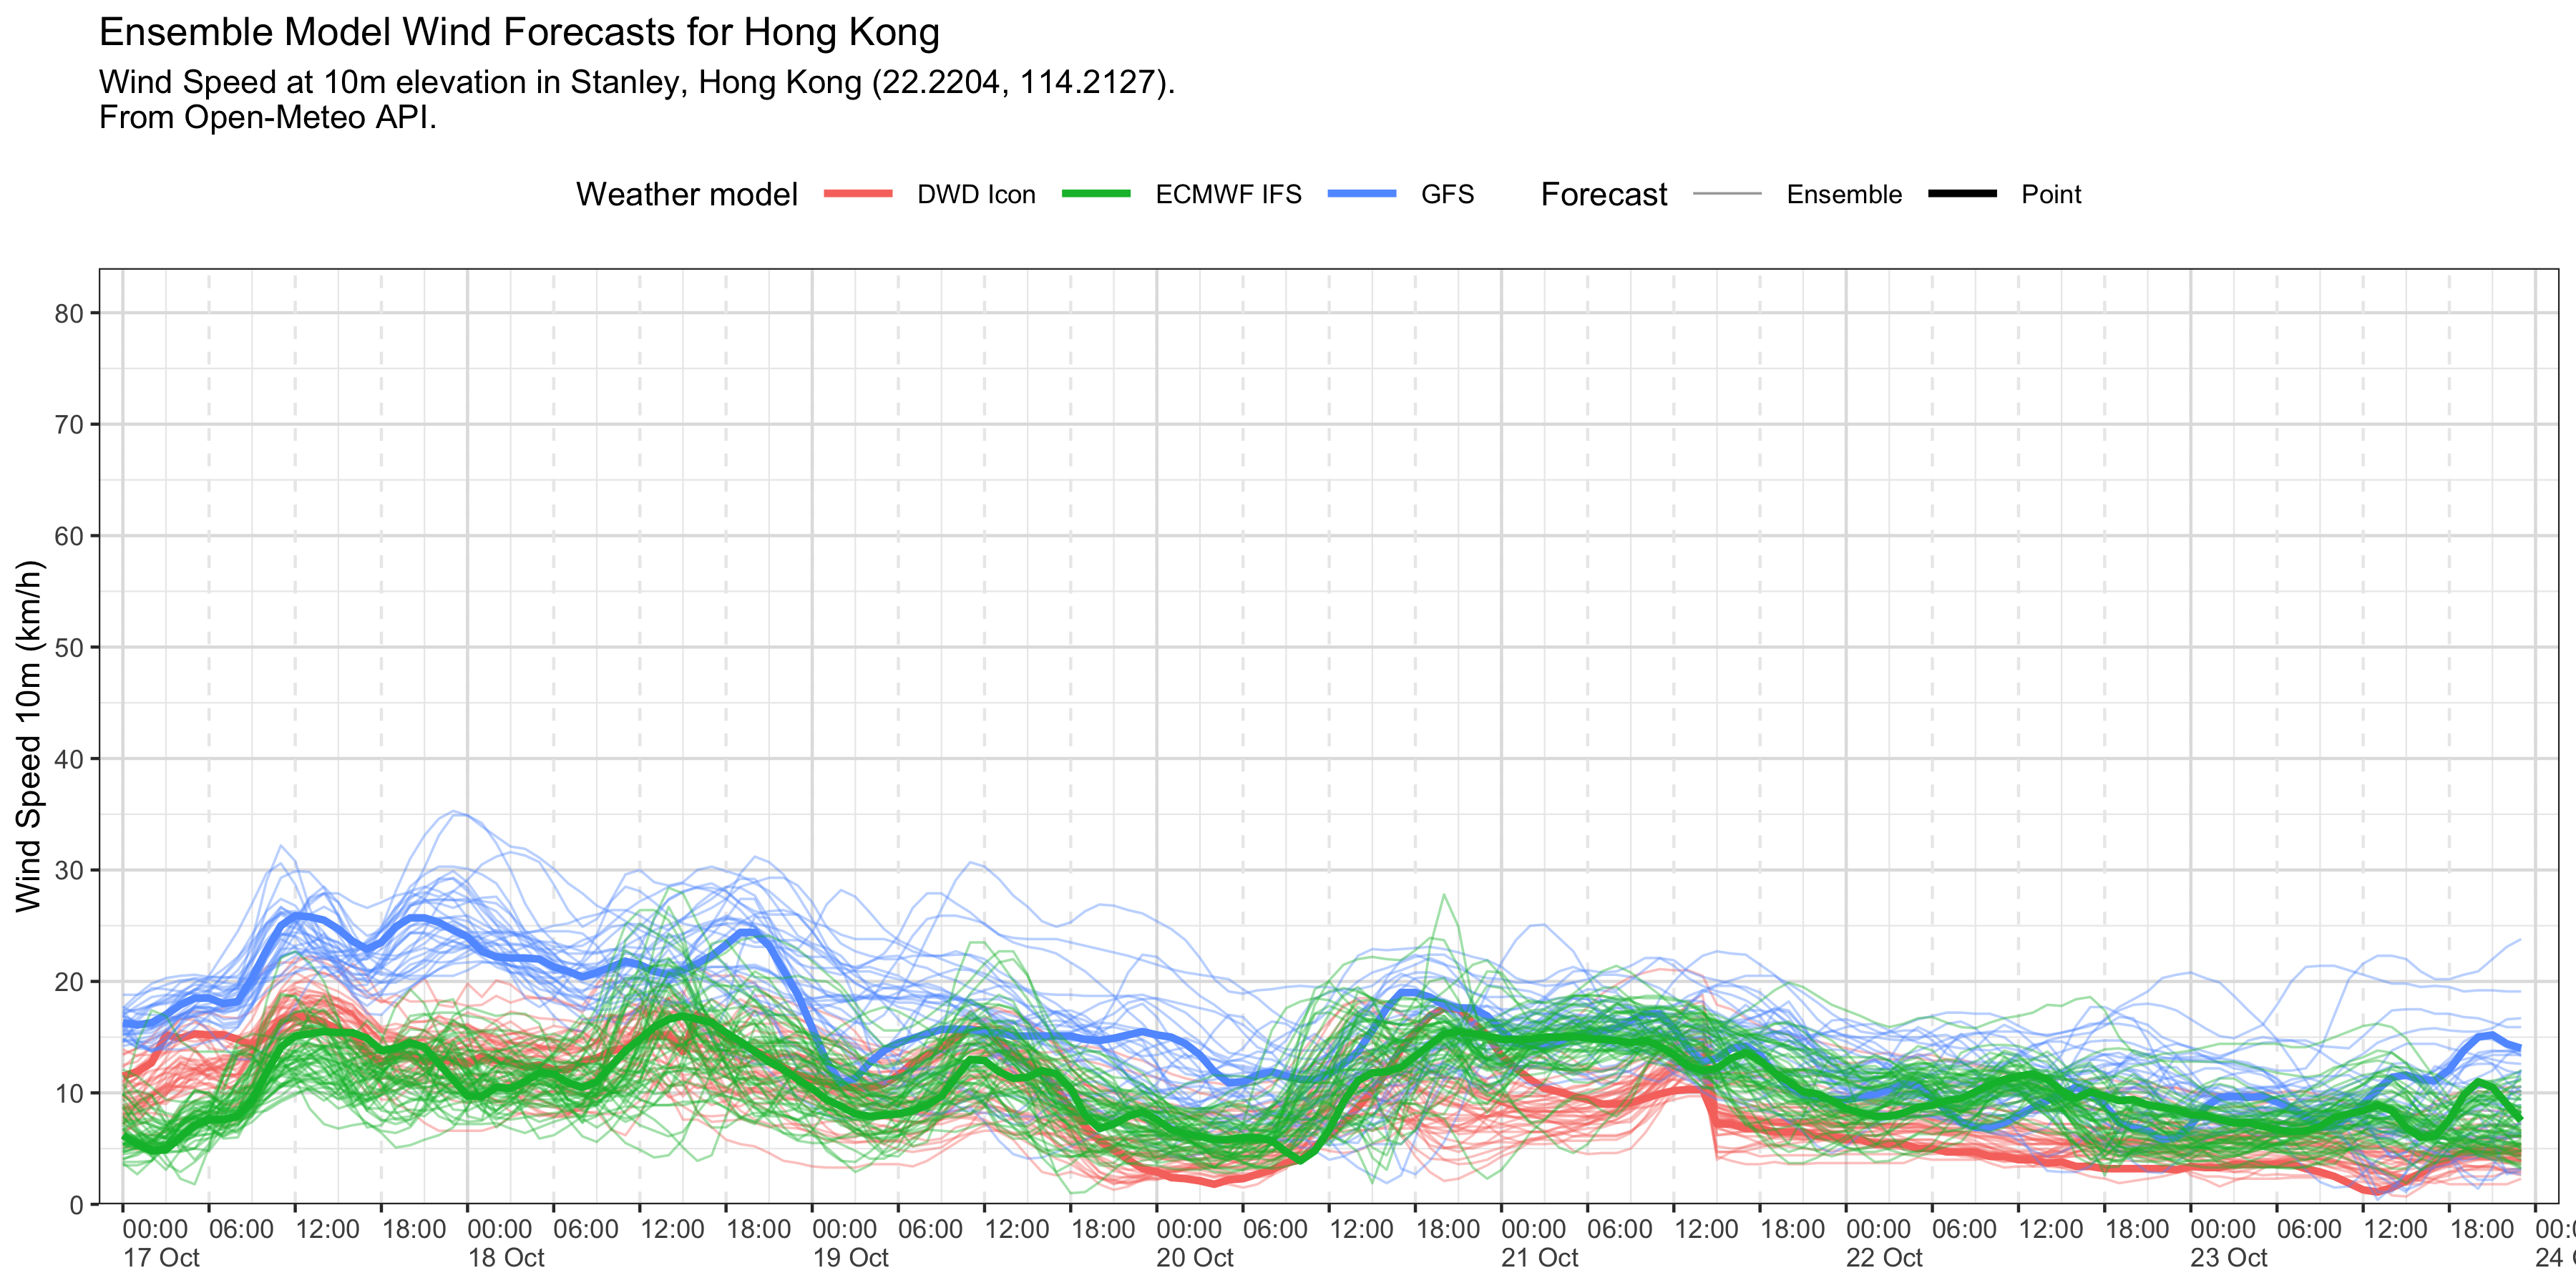 Ensemble Model Wind Forecasts for Hong Kong
Wind Speed at 10m elevation in Stanley, Hong Kong (22.2204, 114.2127).
From Open-Meteo API.
Weather model DWD Icon ECMWF IFS GFS Forecast Ensemble Point
Wind Speed 10m (km/h)
80
70
60
50
40
30
20
10
0
00:00 06:00 12:00 18:00 00:00 06:00 12:00 18:00 00:00 06:00 12:00 18:00 00:00 06:00 12:00 18:00 00:00 06:00 12:00 18:00 00:00 06:00 12:00 18:00 00:00 06:00 12:00 18:00
17 Oct 18 Oct 19 Oct 20 Oct 21 Oct 22 Oct 23 Oct 24